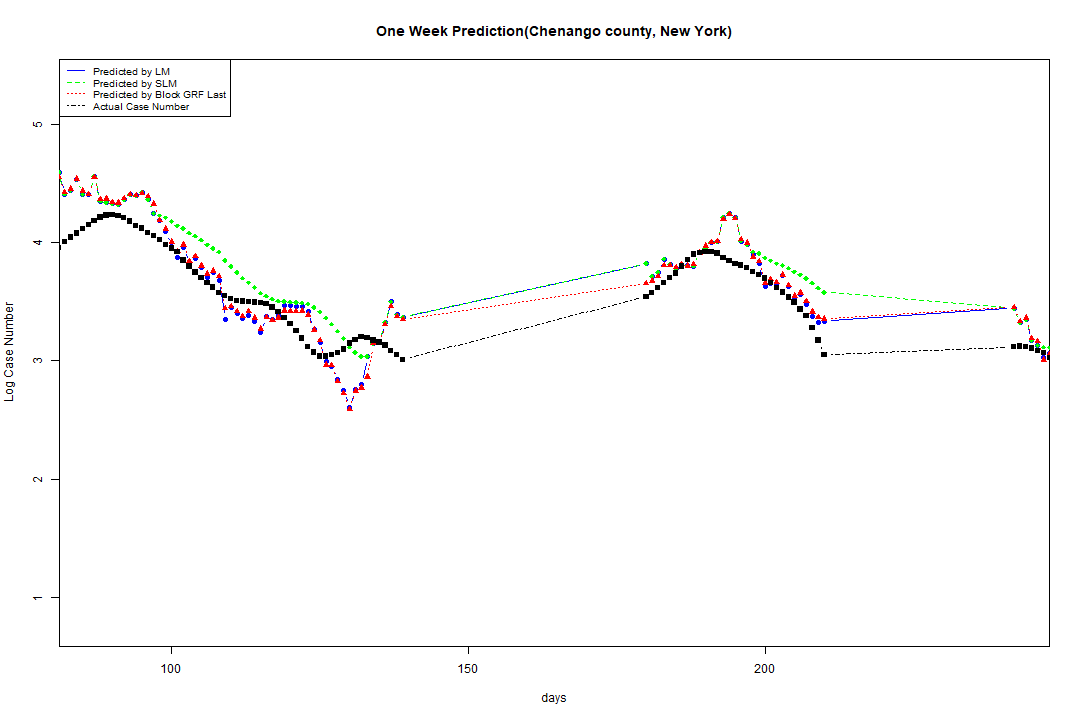 One Week Prediction(Chenango county, New York)
Predicted by LM
Predicted by SLM
Predicted by Block GRF Last
Actual Case Number
5
4
3
2
1
Log Case Number
100 150 200
days